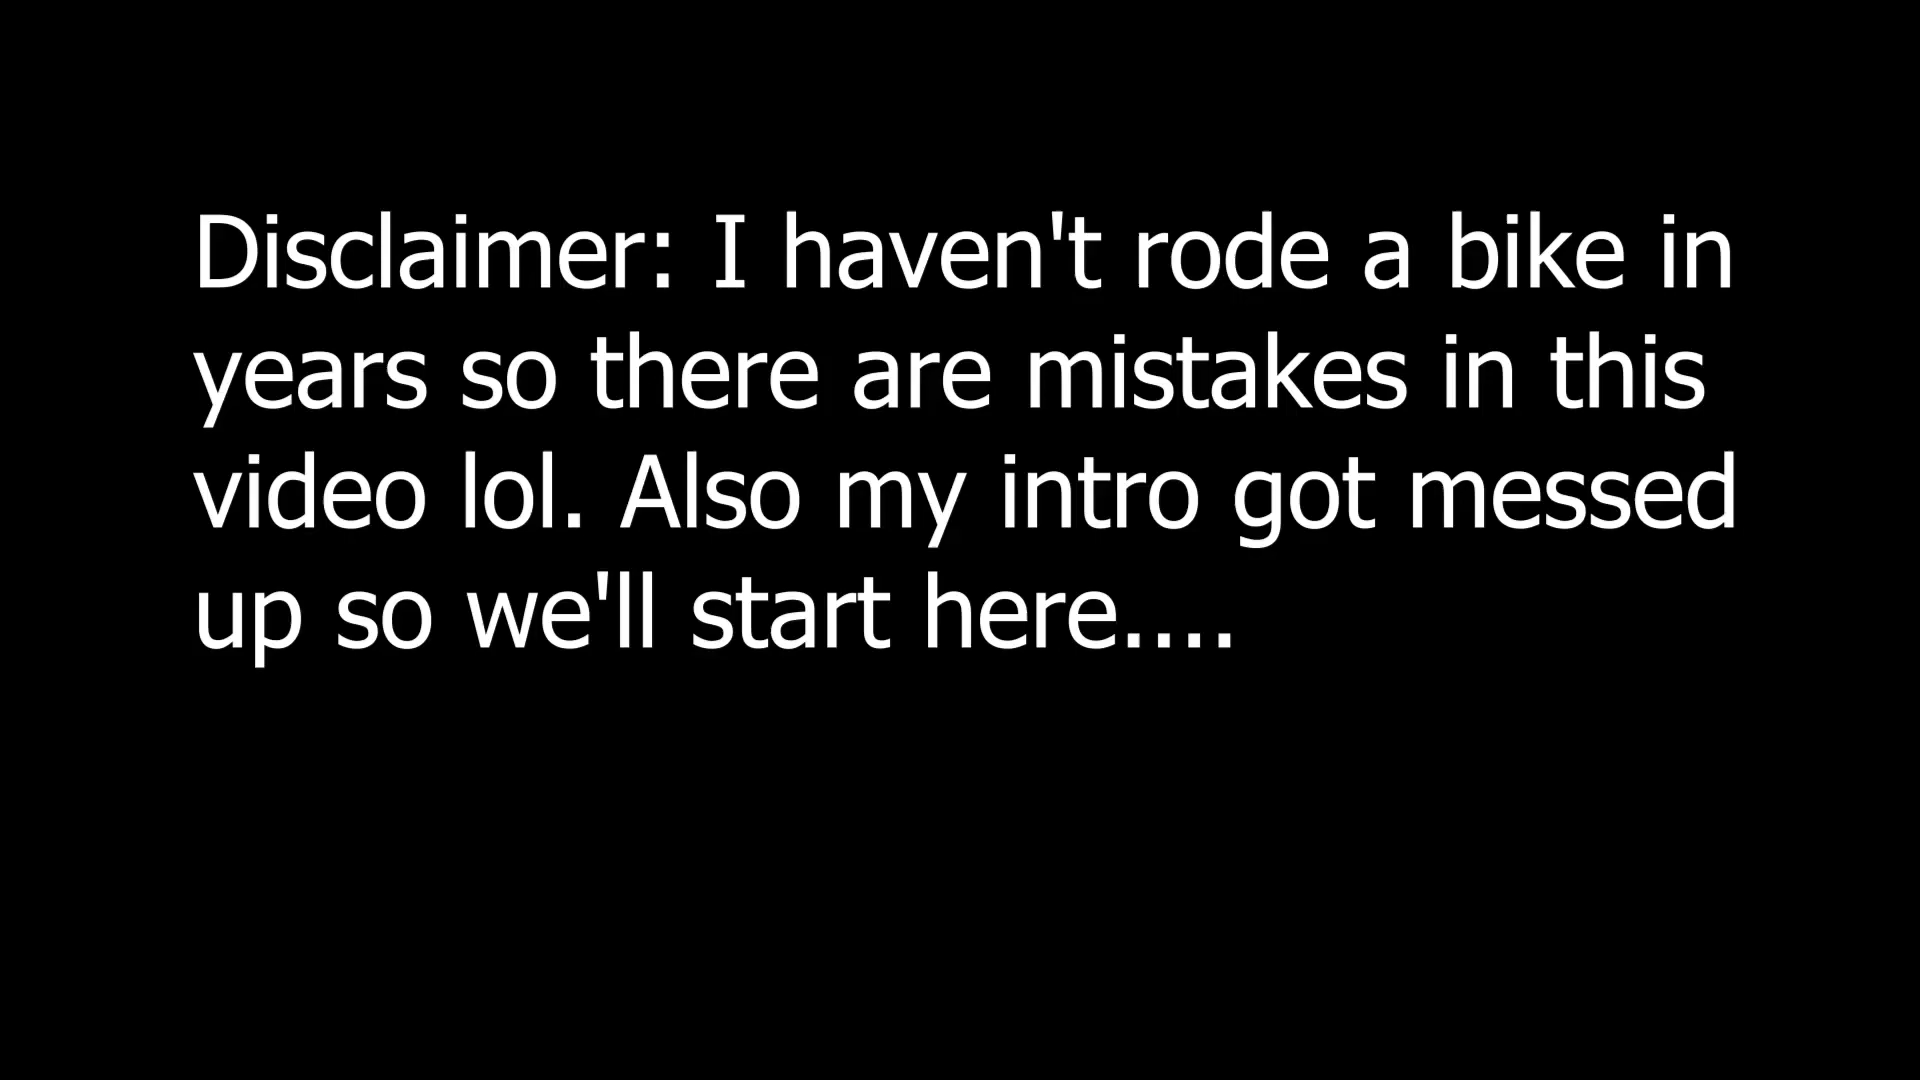 Disclaimer: I haven't rode a bike in
years so there are mistakes in this
video lol. Also my intro got messed
up so we'll start here....